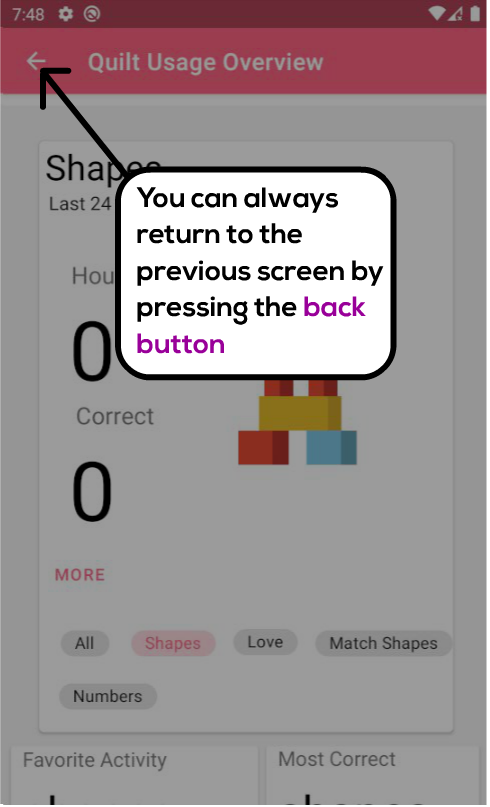 7:48
Quilt Usage Overview
Shapes
Last 24
You can always
return to the
previous screen by
pressing the back
button
Hou
0
Correct
0
MORE
All Shapes Love Match Shapes
Numbers
Favorite Activity Most Correct